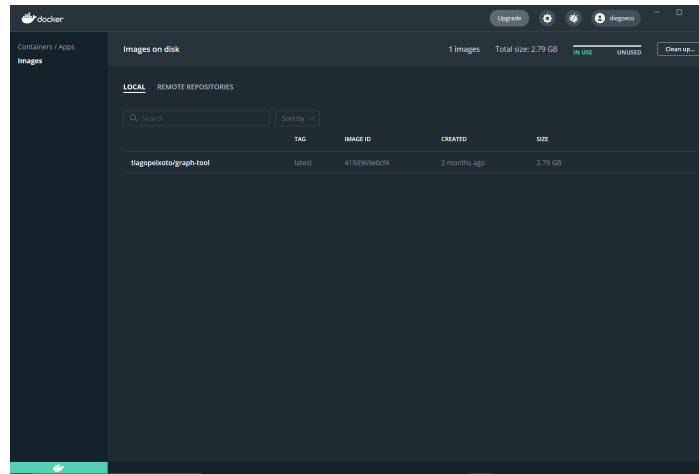 docker
Upgrade
diegoeco
Containers / Apps
Images
Images on disk
1 images
Total size: 2.79 GB
IN USE
UNUSED
Clean up...
LOCAL
REMOTE REPOSITORIES
Search
Sort by
TAG
IMAGE ID
CREATED
SIZE
tiagopeixoto/graph-tool
latest
4150969e0cf4
2 months ago
2.79 GB